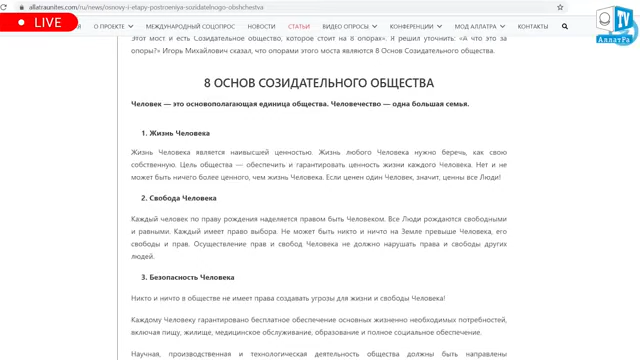 allatraunites.com/ru/news/osnovy-i-etapy-postroeniya-sozidatelnogo-obshchestva
LIVE
О ПРОЕКТЕ
МЕЖДУНАРОДНЫЙ СОЦОПРОС
НОВОСТИ
СТАТЬИ
ВИДЕО ОПРОСЫ
КОНФЕРЕНЦИИ
МОО АЛЛАТРА
КОНТАКТЫ
TV
АллатРа
Этот мост и есть Созидательное общество, которое стоит на 8 опорах». Я решил уточнить: «А что это за
опоры?» Игорь Михайлович сказал, что опорами этого моста являются 8 Основ Созидательного общества.
8 ОСНОВ СОЗИДАТЕЛЬНОГО ОБЩЕСТВА
Человек — это основополагающая единица общества. Человечество — одна большая семья.
1. Жизнь Человека
Жизнь Человека является наивысшей ценностью. Жизнь любого Человека нужно беречь, как свою
собственную. Цель общества — обеспечить и гарантировать ценность жизни каждого Человека. Нет и не
может быть ничего более ценного, чем жизнь Человека. Если ценен один Человек, значит, ценны все Люди!
2. Свобода Человека
Каждый человек по праву рождения наделяется правом быть Человеком. Все Люди рождаются свободными
и равными. Каждый имеет право выбора. Не может быть никто и ничто на Земле превыше Человека, его
свободы и прав. Осуществление прав и свобод Человека не должно нарушать права и свободы других
людей.
3. Безопасность Человека
Никто и ничто в обществе не имеет права создавать угрозы для жизни и свободы Человека!
Каждому Человеку гарантировано бесплатное обеспечение основных жизненно необходимых потребностей,
включая пищу, жилище, медицинское обслуживание, образование и полное социальное обеспечение.
Научная, производственная и технологическая деятельность общества должны быть направлены